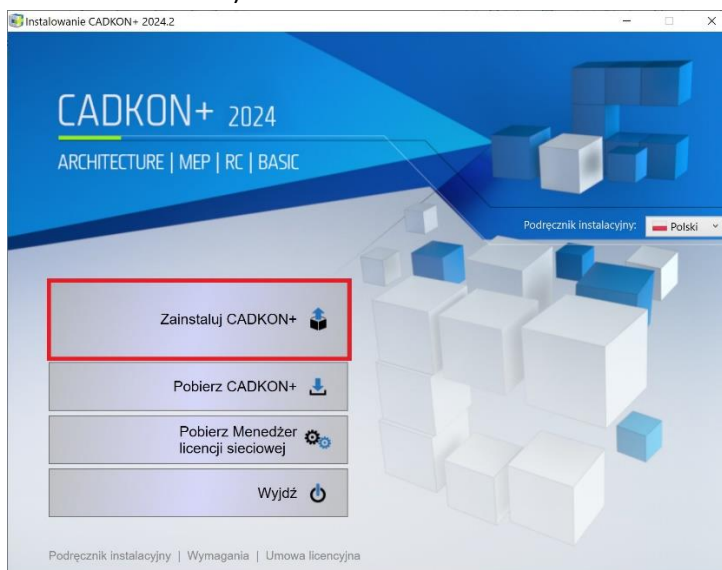 Instalowanie CADKON+ 2024.2
CADKON+ 2024
ARCHITECTURE | MEP | RC | BASIC
Podręcznik instalacyjny: Polski
Zainstaluj CADKON+
Pobierz CADKON+
Pobierz Menedżer
licencji sieciowej
Wyjdź
Podręcznik instalacyjny | Wymagania | Umowa licencyjna